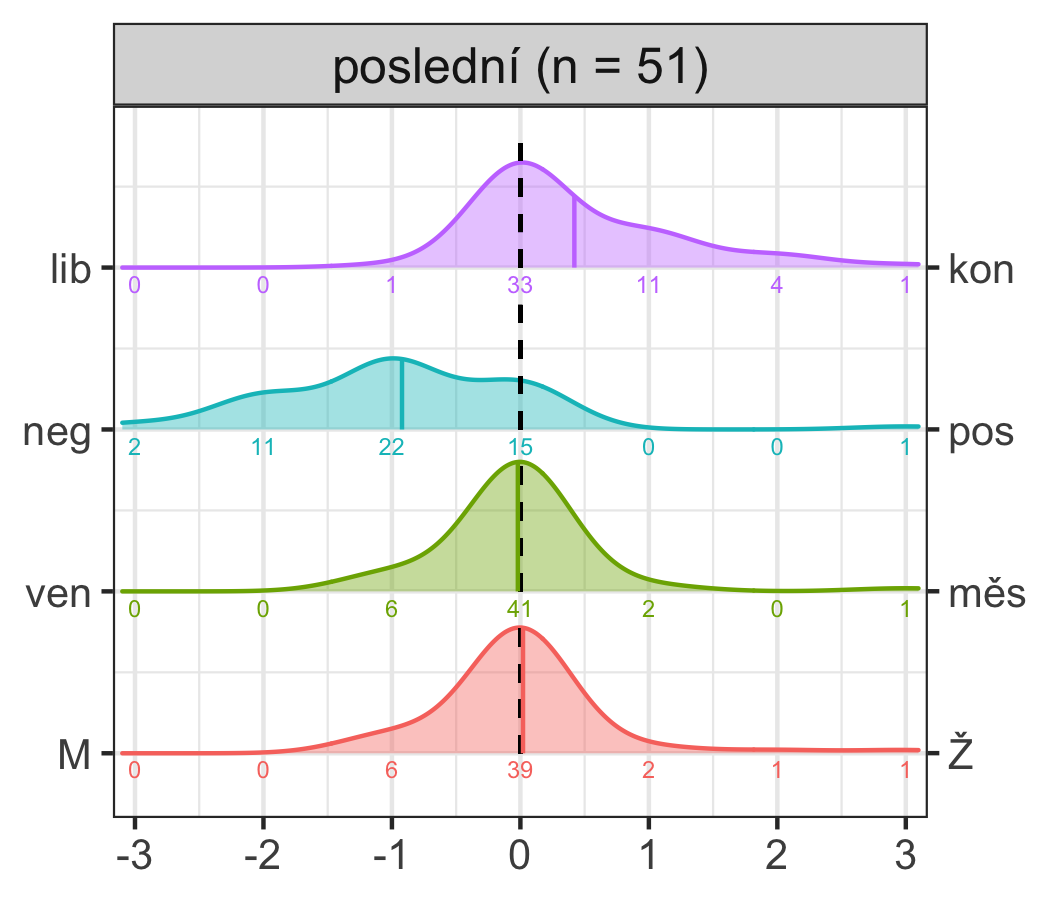 poslední (n = 51)
lib kon
0 0 1 33 11 4 1
neg pos
2 11 22 15 0 0 1
ven měs
0 0 6 41 2 0 1
M Ž
0 0 6 39 2 1 1
-3 -2 -1 0 1 2 3